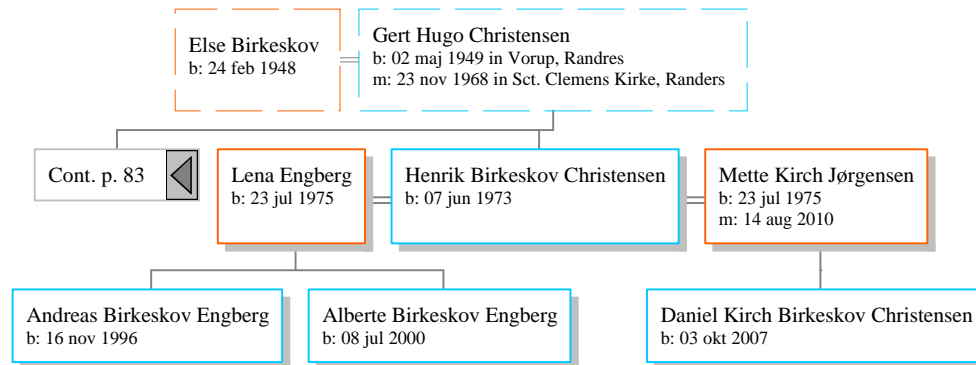 Else Birkeskov
b: 24 feb 1948
Gert Hugo Christensen
b: 02 maj 1949 in Vorup, Randres
m: 23 nov 1968 in Sct. Clemens Kirke, Randers
Cont. p. 83
Lena Engberg
b: 23 jul 1975
Henrik Birkeskov Christensen
b: 07 jun 1973
Mette Kirch Jørgensen
b: 23 jul 1975
m: 14 aug 2010
Andreas Birkeskov Engberg
b: 16 nov 1996
Alberte Birkeskov Engberg
b: 08 jul 2000
Daniel Kirch Birkeskov Christensen
b: 03 okt 2007